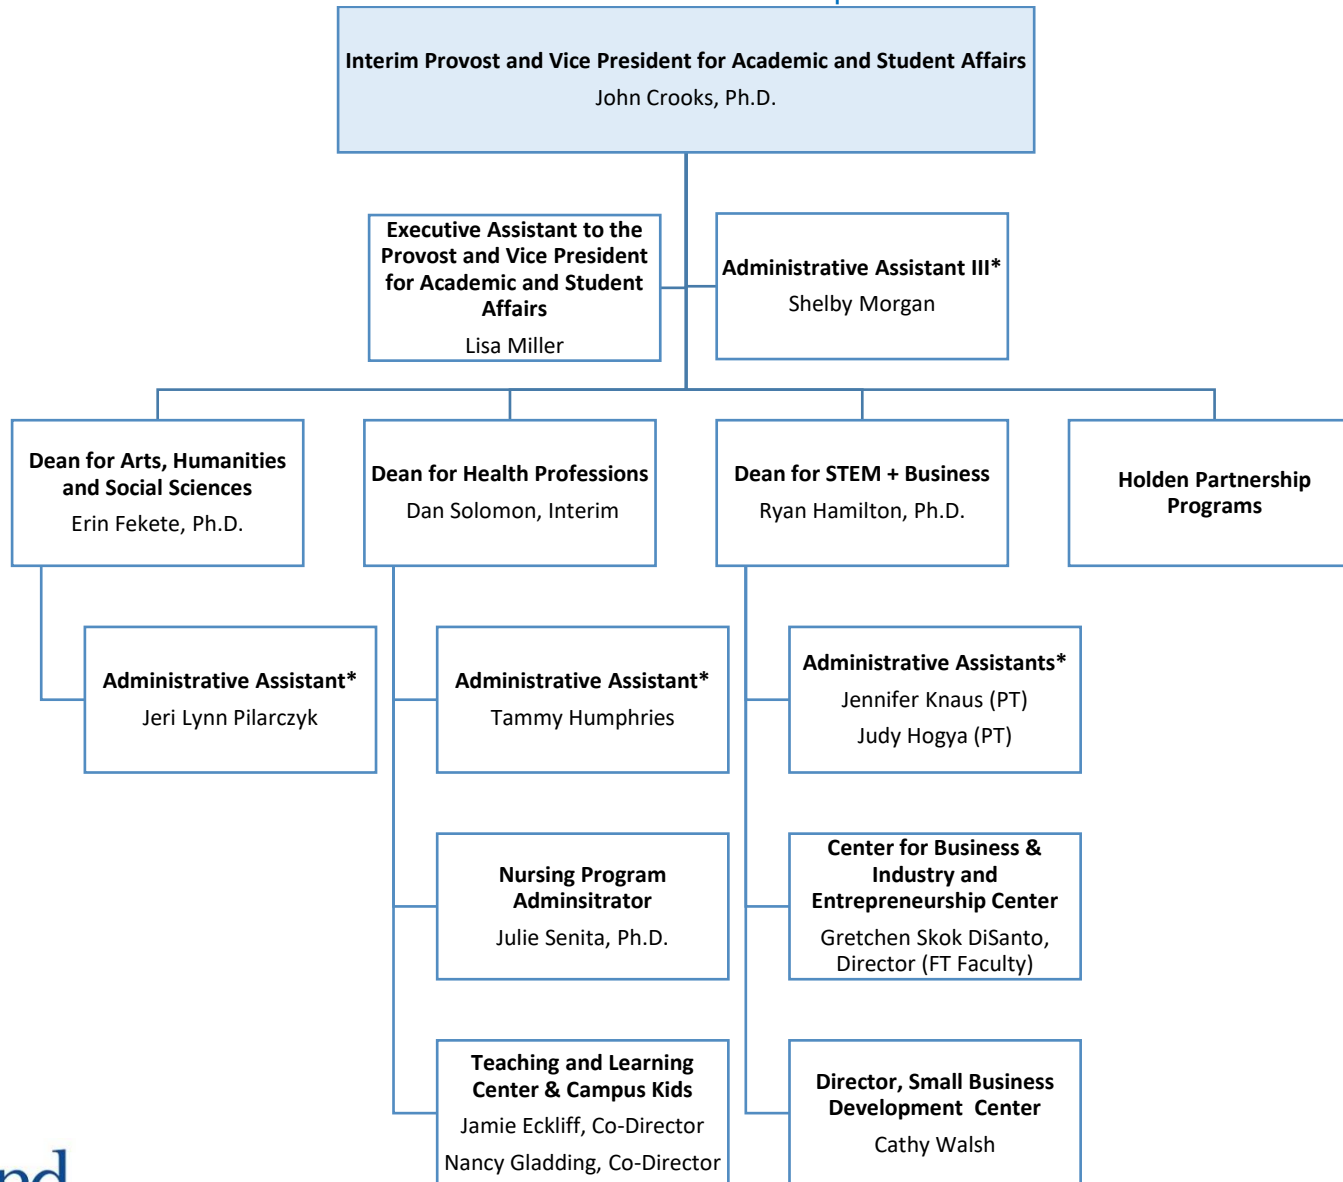 Interim Provost and Vice President for Academic and Student Affairs
John Crooks, Ph.D.
Executive Assistant to the
Provost and Vice President
for Academic and Student
Affairs
Lisa Miller
Administrative Assistant III*
Shelby Morgan
Dean for Arts, Humanities
and Social Sciences
Erin Fekete, Ph.D.
Dean for Health Professions
Dan Solomon, Interim
Dean for STEM + Business
Ryan Hamilton, Ph.D.
Holden Partnership
Programs
Administrative Assistant*
Jeri Lynn Pilarczyk
Administrative Assistant*
Tammy Humphries
Administrative Assistants*
Jennifer Knaus (PT)
Judy Hogya (PT)
Nursing Program
Adminsitrator
Julie Senita, Ph.D.
Center for Business &
Industry and
Entrepreneurship Center
Gretchen Skok DiSanto,
Director (FT Faculty)
Teaching and Learning
Center & Campus Kids
Jamie Eckliff, Co-Director
Nancy Gladding, Co-Director
Director, Small Business
Development  Center
Cathy Walsh